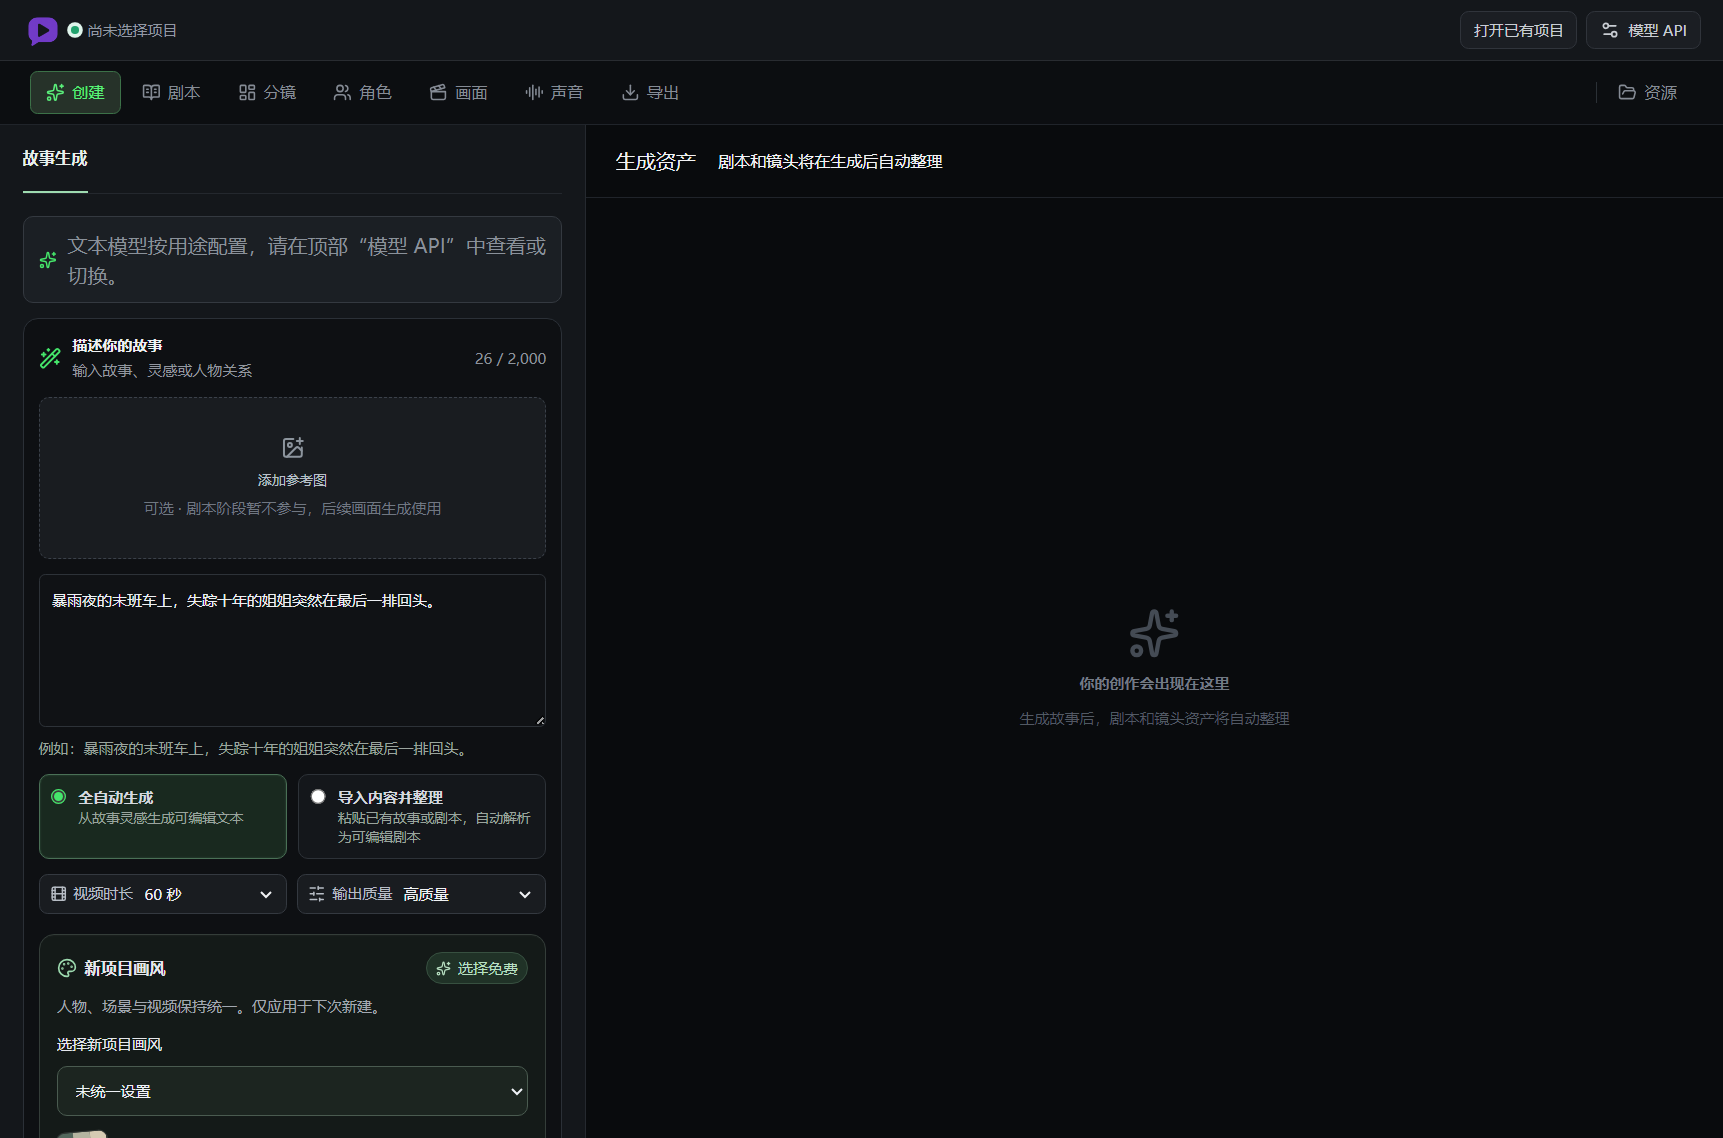 尚未选择项目
打开已有项目
模型 API
创建
剧本
分镜
角色
画面
声音
导出
资源
故事生成
文本模型按用途配置，请在顶部“模型 API”中查看或
切换。
描述你的故事
输入故事、灵感或人物关系
26 / 2,000
添加参考图
可选 · 剧本阶段暂不参与，后续画面生成使用
暴雨夜的末班车上，失踪十年的姐姐突然在最后一排回头。
例如：暴雨夜的末班车上，失踪十年的姐姐突然在最后一排回头。
全自动生成
从故事灵感生成可编辑文本
导入内容并整理
粘贴已有故事或剧本，自动解析
为可编辑剧本
视频时长 60 秒
输出质量 高质量
新项目画风
选择免费
人物、场景与视频保持统一。仅应用于下次新建。
选择新项目画风
未统一设置
生成资产
剧本和镜头将在生成后自动整理
你的创作会出现在这里
生成故事后，剧本和镜头资产将自动整理